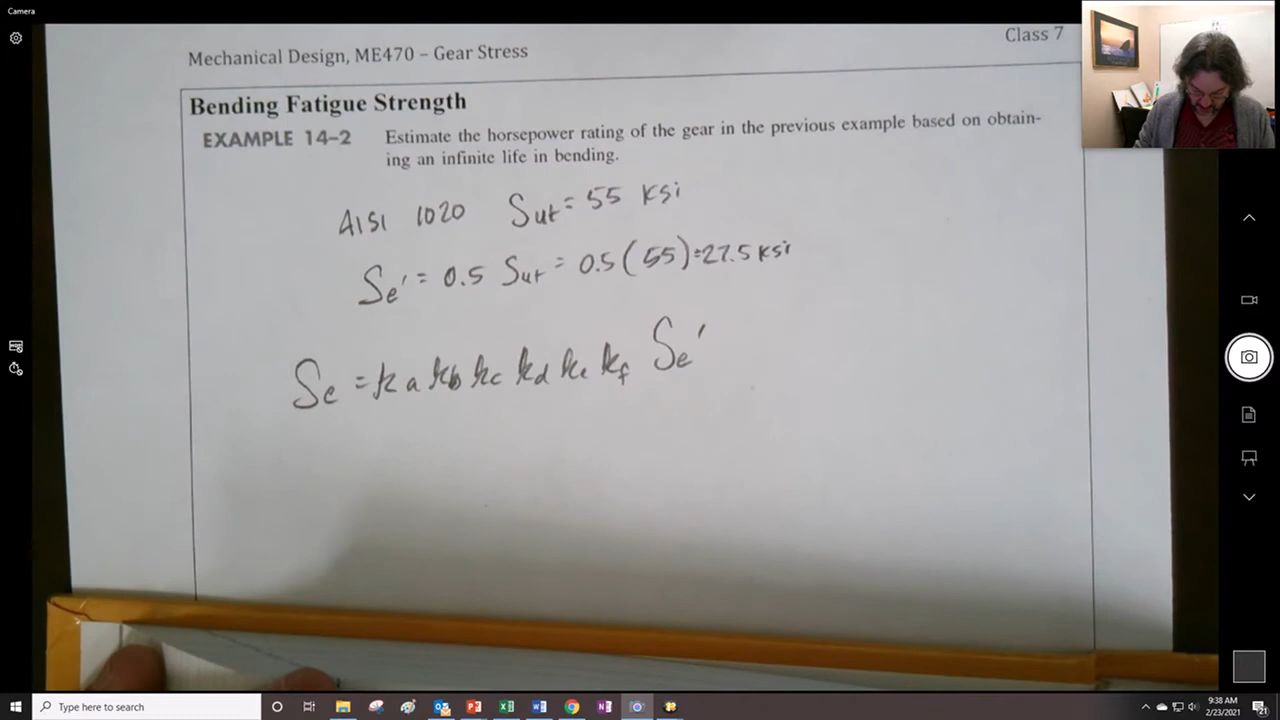 Camera
Class 7
Mechanical Design, ME470 – Gear Stress
Bending Fatigue Strength
EXAMPLE 14–2 Estimate the horsepower rating of the gear in the previous example based on obtain-
ing an infinite life in bending.
AISI 1020 Sut = 55 ksi
Se' = 0.5 Sut = 0.5 (55) = 27.5 ksi
Se = ka kb kc kd ke kf Se'
Type here to search
9:38 AM
2/23/2021
21